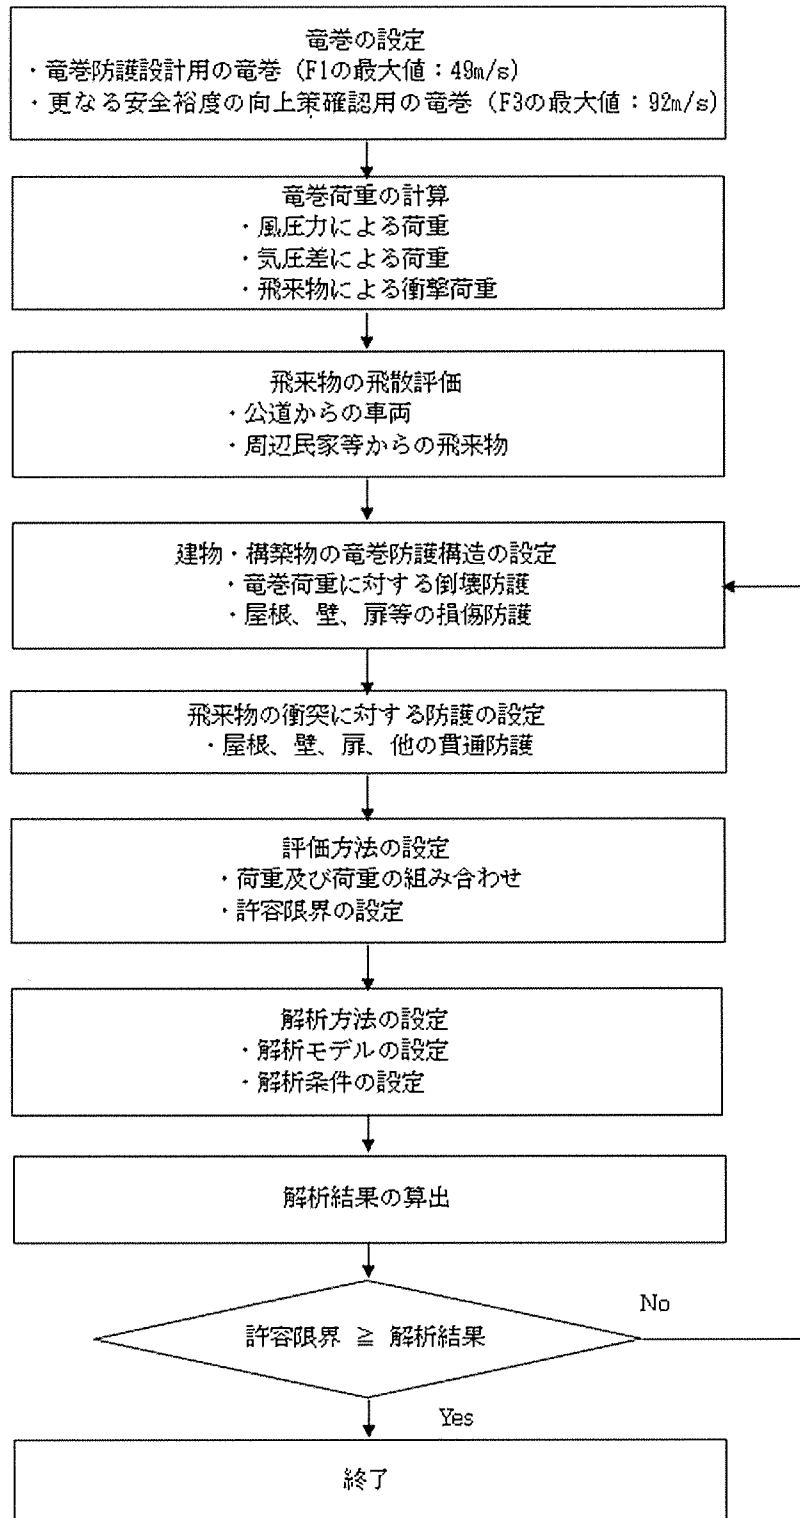 竜巻の設定
・竜巻防護設計用の竜巻（F1の最大値：49m/s）
・更なる安全裕度の向上策確認用の竜巻（F3の最大値：92m/s）
竜巻荷重の計算
・風圧力による荷重
・気圧差による荷重
・飛来物による衝撃荷重
飛来物の飛散評価
・公道からの車両
・周辺民家等からの飛来物
建物・構築物の竜巻防護構造の設定
・竜巻荷重に対する倒壊防護
・屋根、壁、扉等の損傷防護
飛来物の衝突に対する防護の設定
・屋根、壁、扉、他の貫通防護
評価方法の設定
・荷重及び荷重の組み合わせ
・許容限界の設定
解析方法の設定
・解析モデルの設定
・解析条件の設定
解析結果の算出
許容限界 ≧ 解析結果
No
Yes
終了